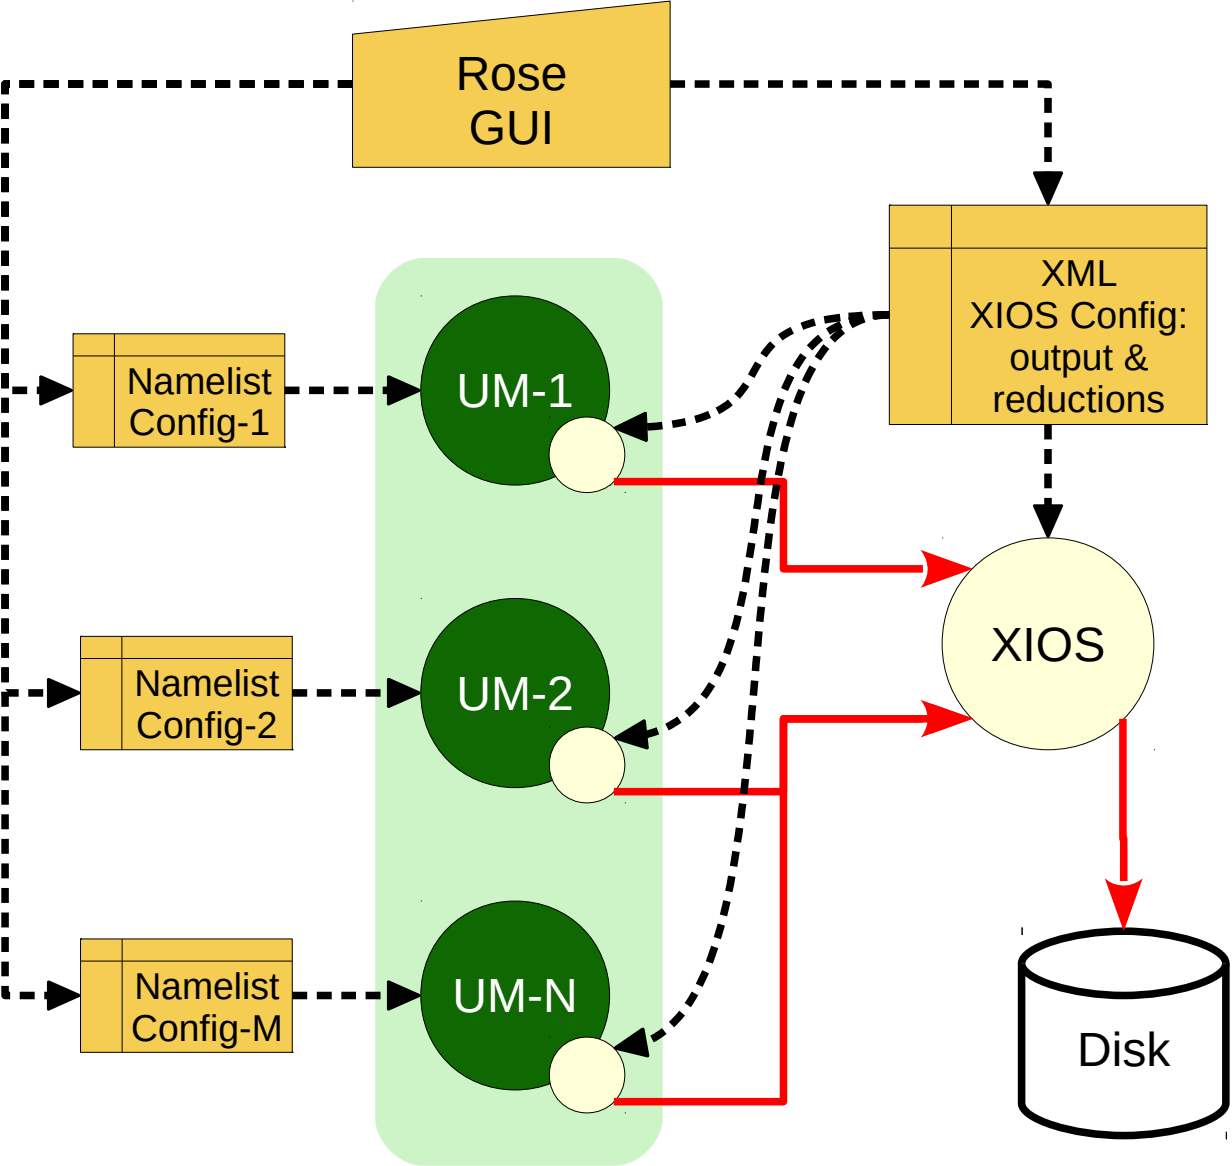 Rose
GUI
XML
XIOS Config:
output &
reductions
Namelist
Config-1
UM-1
XIOS
Namelist
Config-2
UM-2
Namelist
Config-M
UM-N
Disk